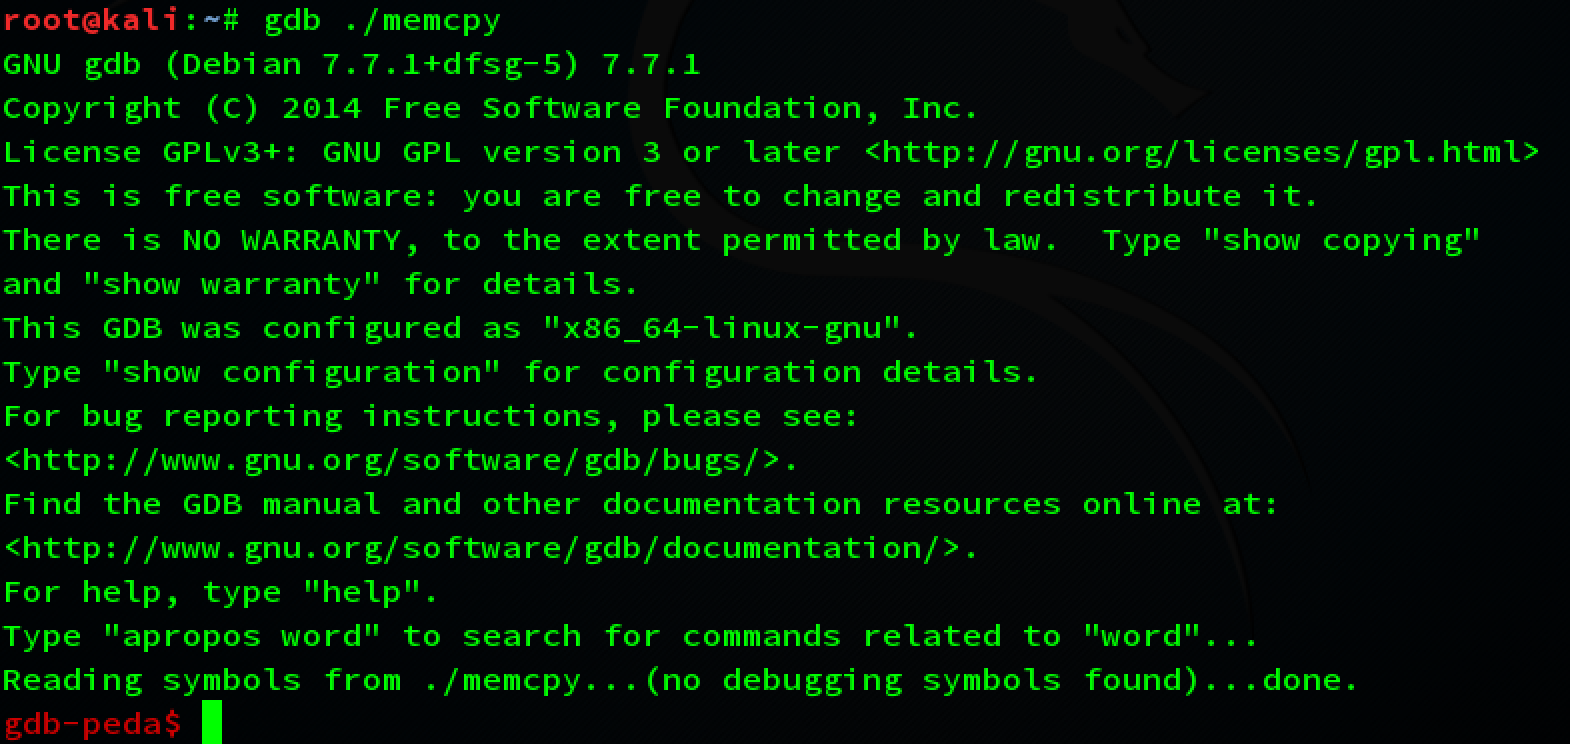 root@kali:~# gdb ./memcpy
GNU gdb (Debian 7.7.1+dfsg-5) 7.7.1
Copyright (C) 2014 Free Software Foundation, Inc.
License GPLv3+: GNU GPL version 3 or later <http://gnu.org/licenses/gpl.html>
This is free software: you are free to change and redistribute it.
There is NO WARRANTY, to the extent permitted by law.  Type "show copying"
and "show warranty" for details.
This GDB was configured as "x86_64-linux-gnu".
Type "show configuration" for configuration details.
For bug reporting instructions, please see:
<http://www.gnu.org/software/gdb/bugs/>.
Find the GDB manual and other documentation resources online at:
<http://www.gnu.org/software/gdb/documentation/>.
For help, type "help".
Type "apropos word" to search for commands related to "word"...
Reading symbols from ./memcpy...(no debugging symbols found)...done.
gdb-peda$